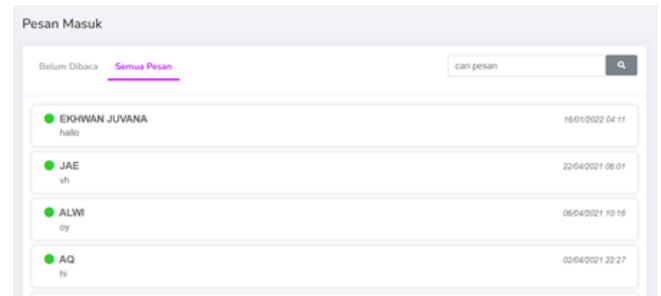 Pesan Masuk
Belum Dibaca Semua Pesan cari pesan
EKHWAN JUVANA 16/01/2022 04:11
hallo
JAE 22/04/2021 06:01
vh
ALWI 06/04/2021 10:16
oy
AQ 02/04/2021 22:27
hi